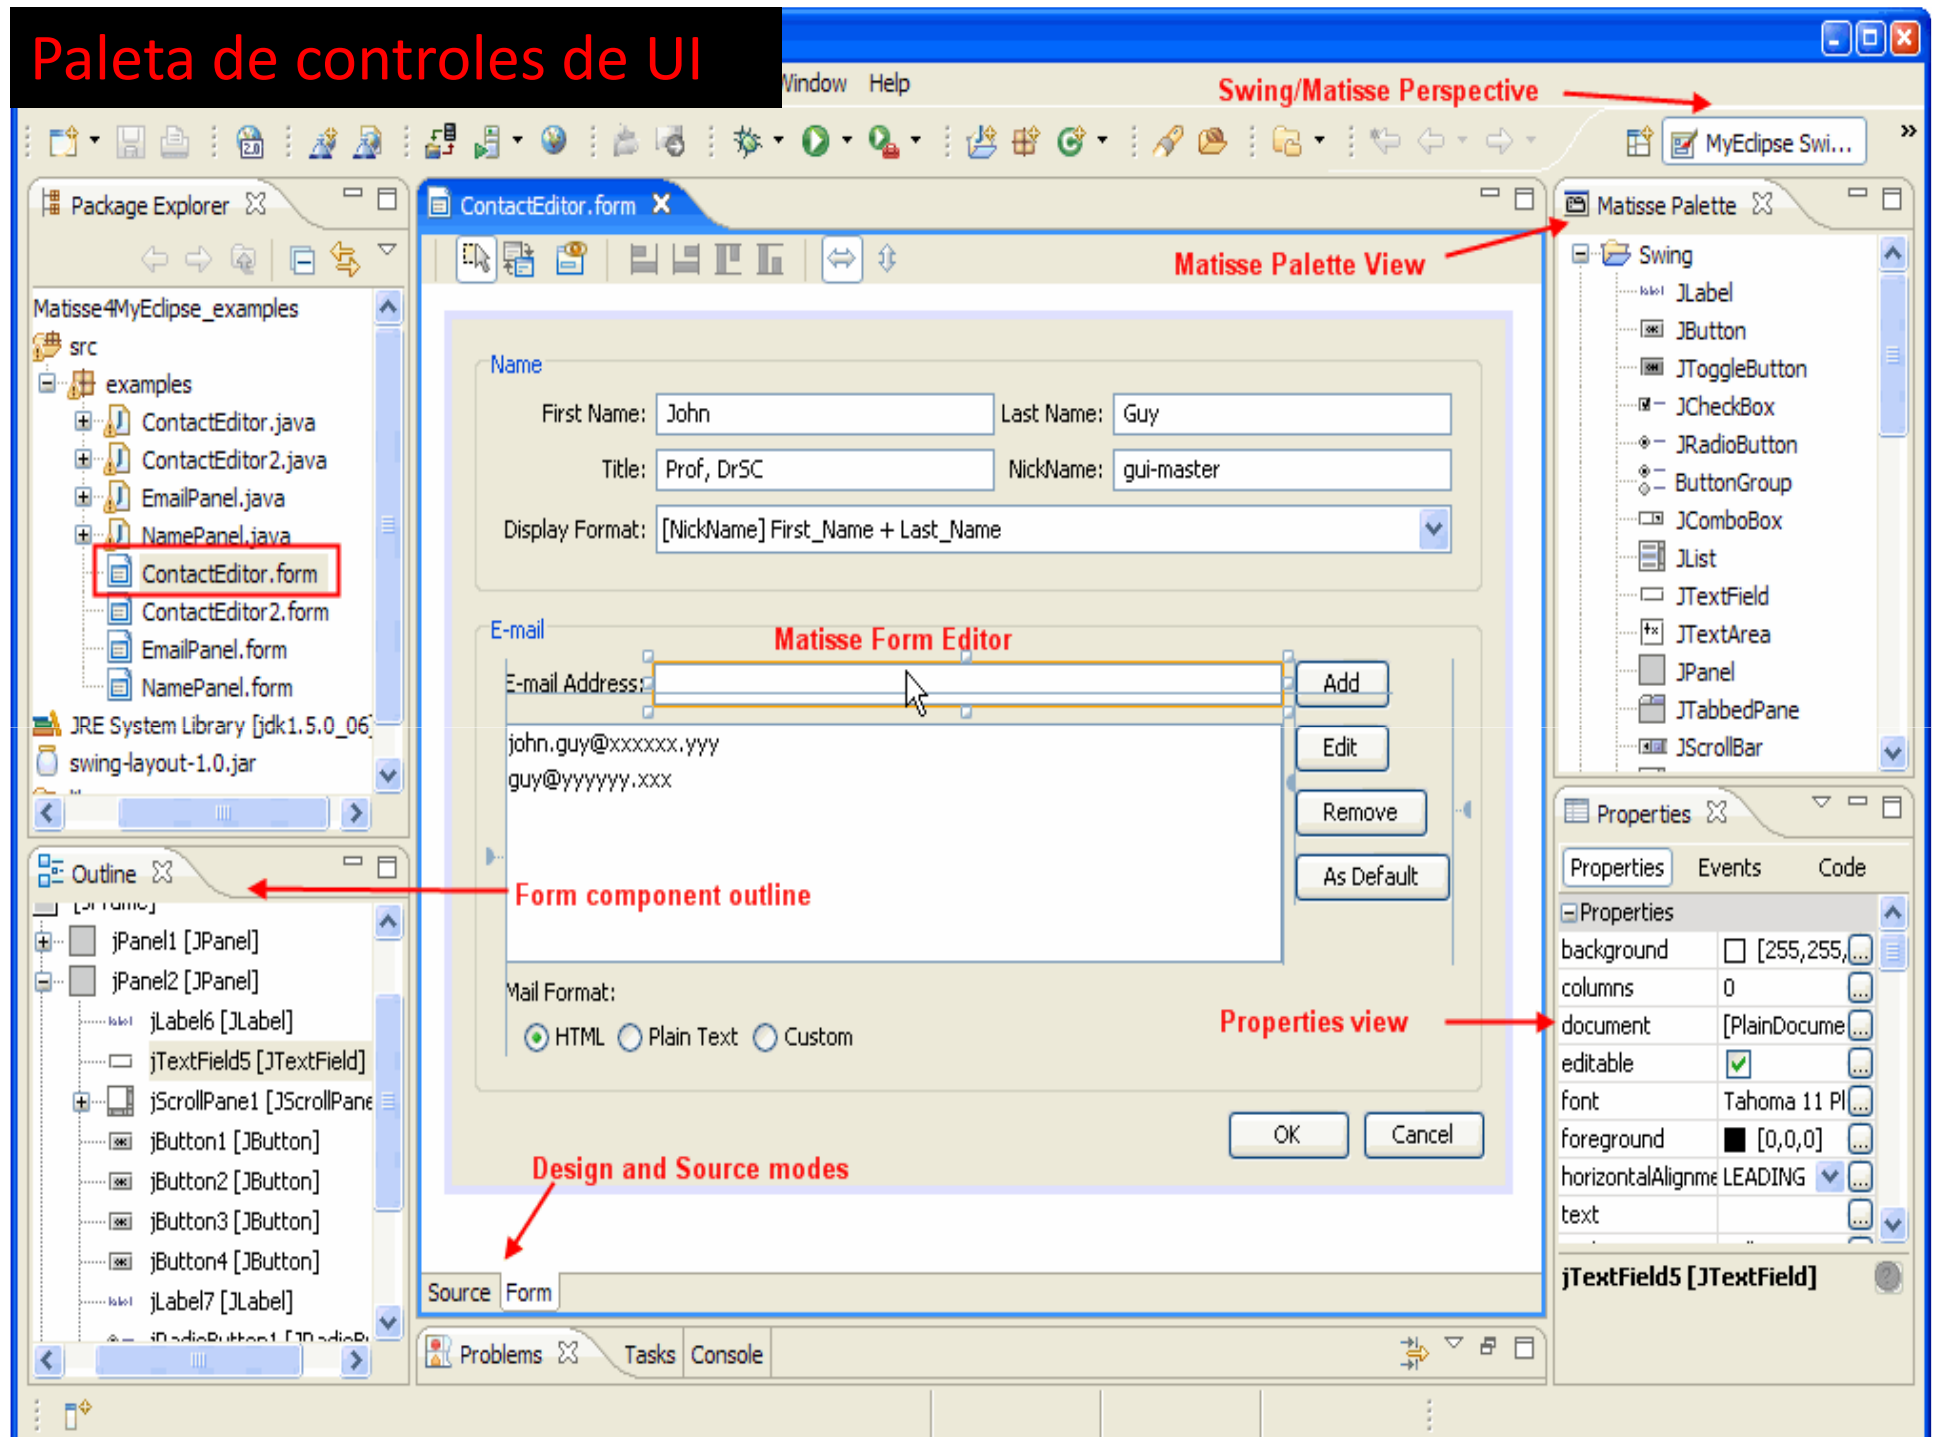 Paleta de controles de UI
Window Help
Swing/Matisse Perspective
2.0
MyEclipse Swi...
»
Package Explorer
ContactEditor.form
Matisse Palette
Matisse Palette View
Matisse4MyEclipse_examples
src
examples
ContactEditor.java
ContactEditor2.java
EmailPanel.java
NamePanel.java
ContactEditor.form
ContactEditor2.form
EmailPanel.form
NamePanel.form
JRE System Library [jdk1.5.0_06]
swing-layout-1.0.jar
Name
First Name: John Last Name: Guy
Title: Prof, DrSC NickName: gui-master
Display Format: [NickName] First_Name + Last_Name
E-mail
Matisse Form Editor
E-mail Address: Add
john.guy@xxxxxx.yyy
guy@yyyyyy.xxx
Edit
Remove
As Default
Form component outline
Mail Format:
HTML Plain Text Custom
Properties view
OK Cancel
Design and Source modes
Source Form
Problems Tasks Console
Swing
JLabel
JButton
JToggleButton
JCheckBox
JRadioButton
ButtonGroup
JComboBox
JList
JTextField
JTextArea
JPanel
JTabbedPane
JScrollBar
Outline
[JFrame]
jPanel1 [JPanel]
jPanel2 [JPanel]
jLabel6 [JLabel]
jTextField5 [JTextField]
jScrollPane1 [JScrollPane
jButton1 [JButton]
jButton2 [JButton]
jButton3 [JButton]
jButton4 [JButton]
jLabel7 [JLabel]
jRadioButton1 [JRadioBu
Properties
Properties Events Code
Properties
background [255,255, ...
columns 0 ...
document [PlainDocume ...
editable ...
font Tahoma 11 Pl ...
foreground [0,0,0] ...
horizontalAlignme LEADING ...
text ...
jTextField5 [JTextField]